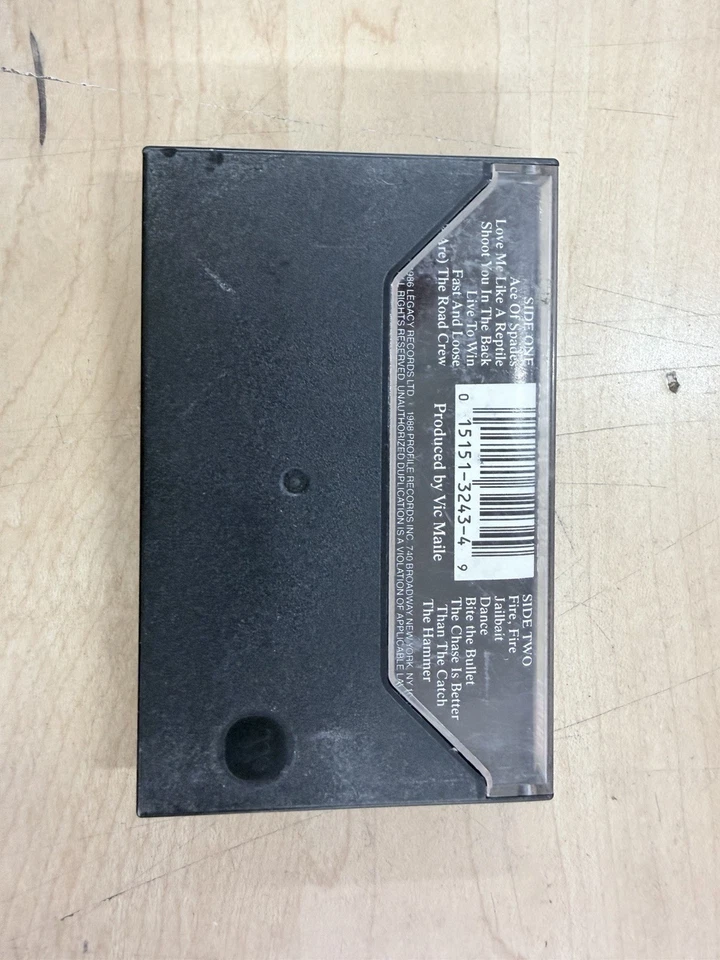 SIDE ONE
Ace Of Spades
Love Me Like A Reptile
Shoot You In The Back
Live To Win
Fast And Loose
Are) The Road Crew
0 15151-3243-4 9
Produced by Vic Maile
SIDE TWO
Fire, Fire
Jailbait
Dance
Bite the Bullet
The Chase Is Better
Than The Catch
The Hammer
986 LEGACY RECORDS LTD. 1988 PROFILE RECORDS INC. 740 BROADWAY, NEW YORK, NY
RIGHTS RESERVED. UNAUTHORIZED DUPLICATION IS A VIOLATION OF APPLICABLE